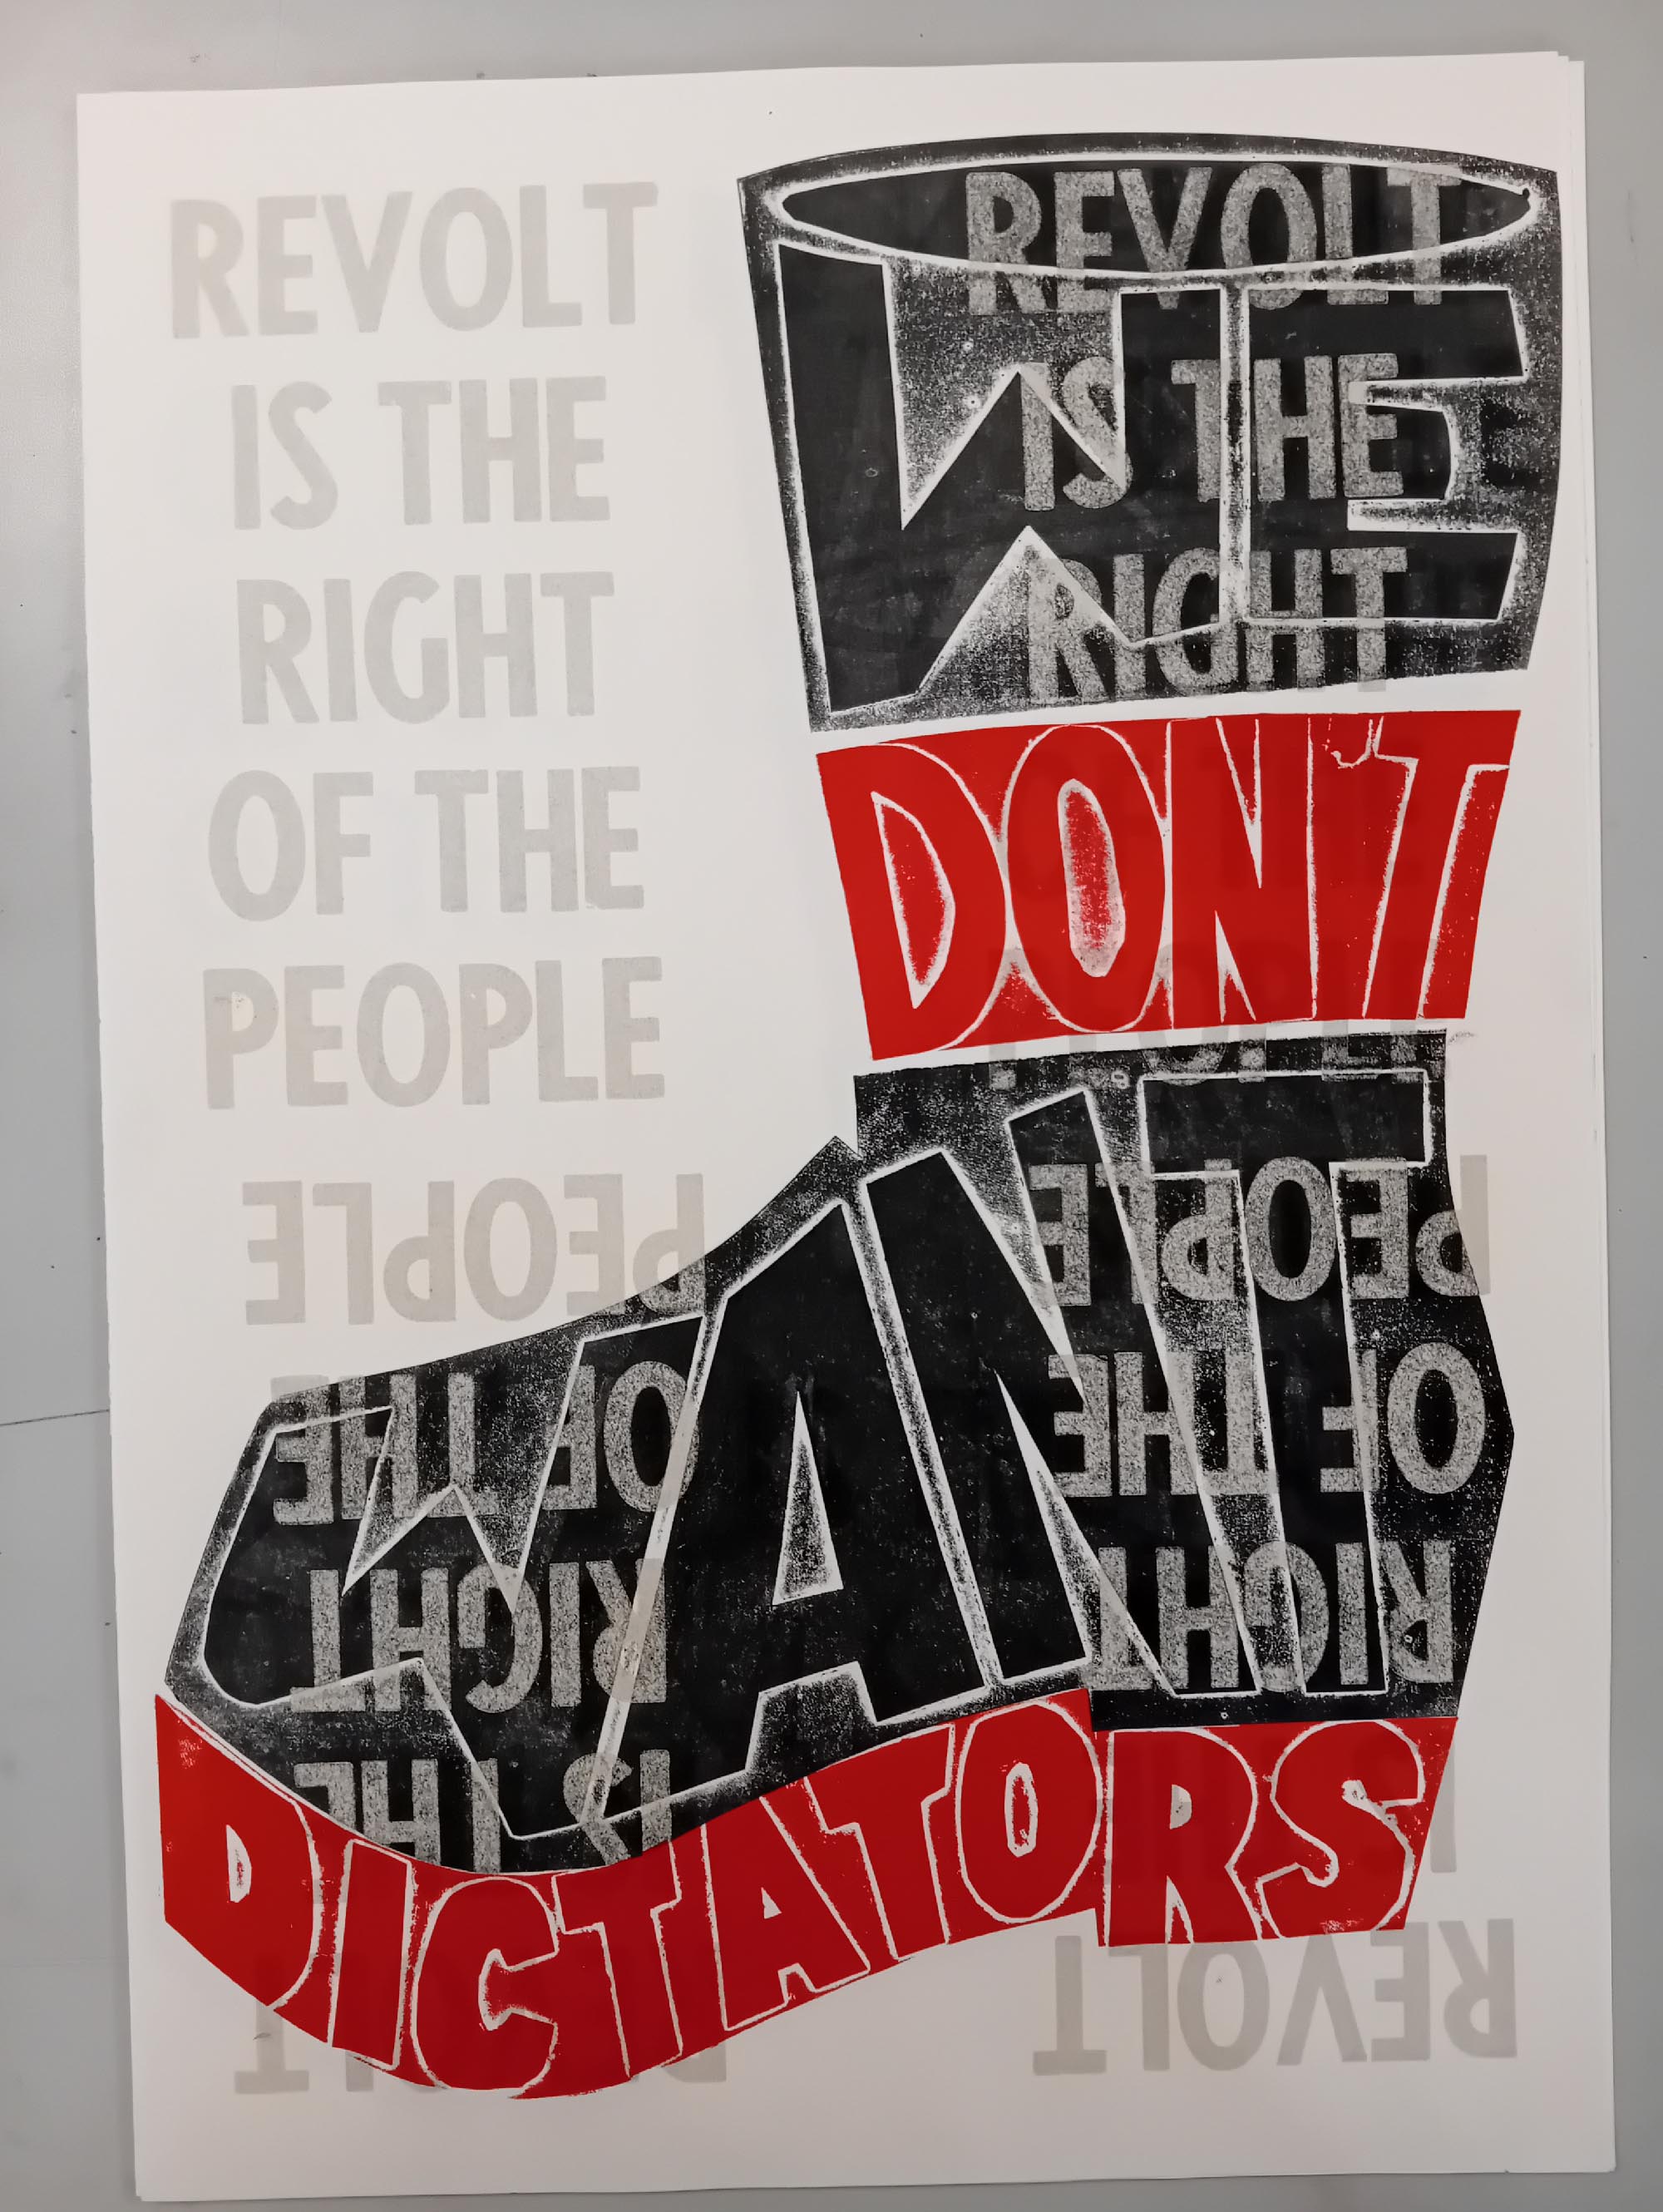 REVOLT
IS THE
RIGHT
OF THE
PEOPLE
REVOLT
IS THE
RIGHT
PEOPLE
WE
DON'T
WANT
DICTATORS
PEOPLE
OF THE
RIGHT
IS THE
PEOPLE
OF THE
RIGHT
REVOLT